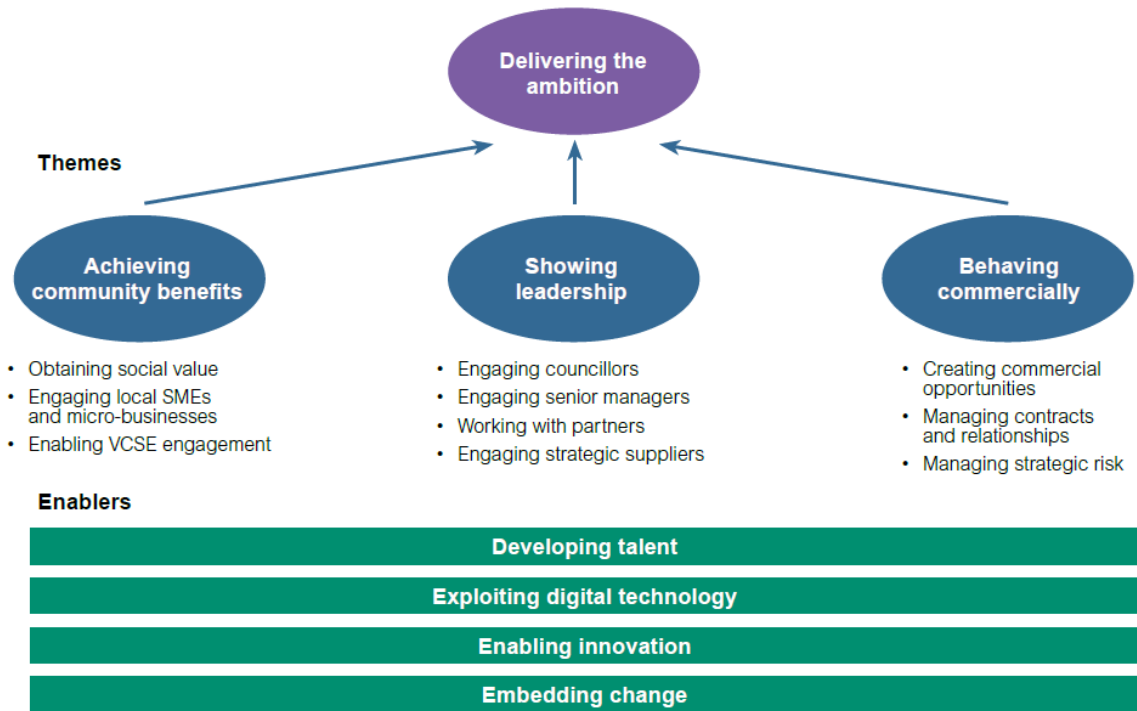 Delivering the
ambition
Themes
Achieving
community benefits
Showing
leadership
Behaving
commercially
• Obtaining social value
• Engaging local SMEs
and micro-businesses
• Enabling VCSE engagement
• Engaging councillors
• Engaging senior managers
• Working with partners
• Engaging strategic suppliers
• Creating commercial
opportunities
• Managing contracts
and relationships
• Managing strategic risk
Enablers
Developing talent
Exploiting digital technology
Enabling innovation
Embedding change